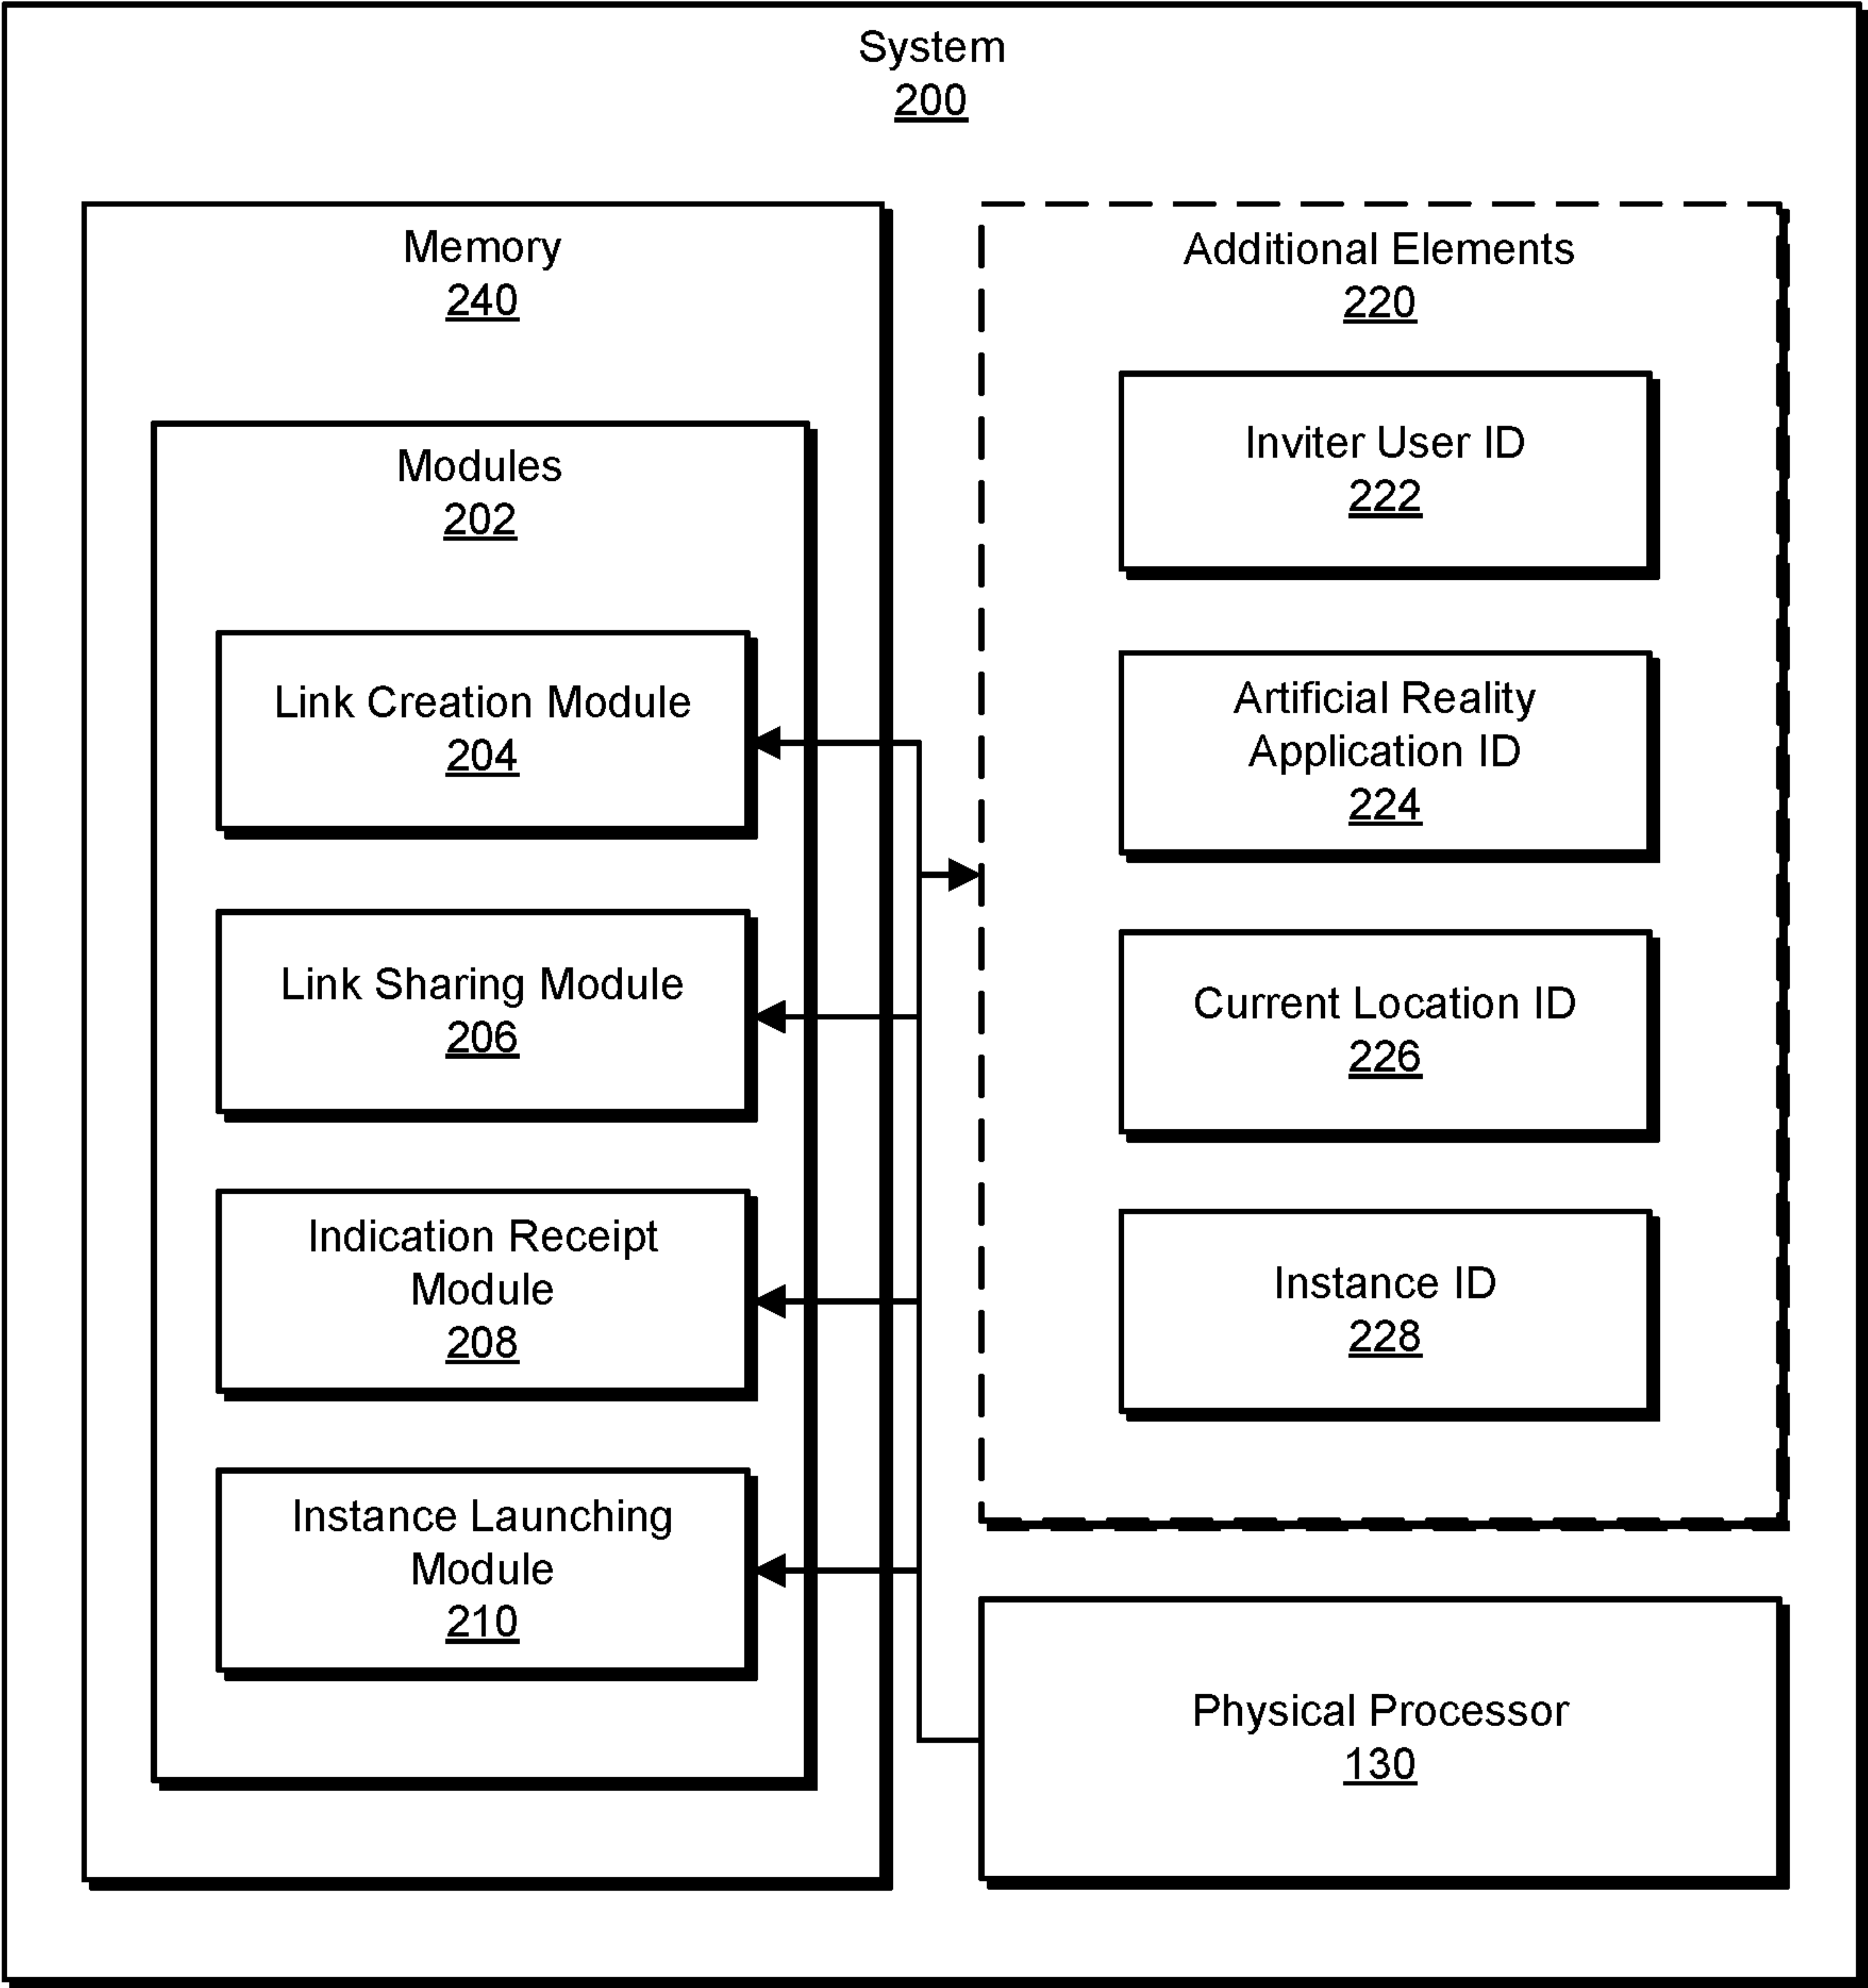 System
200
Memory
240
Modules
202
Link Creation Module
204
Link Sharing Module
206
Indication Receipt
Module
208
Instance Launching
Module
210
Additional Elements
220
Inviter User ID
222
Artificial Reality
Application ID
224
Current Location ID
226
Instance ID
228
Physical Processor
130